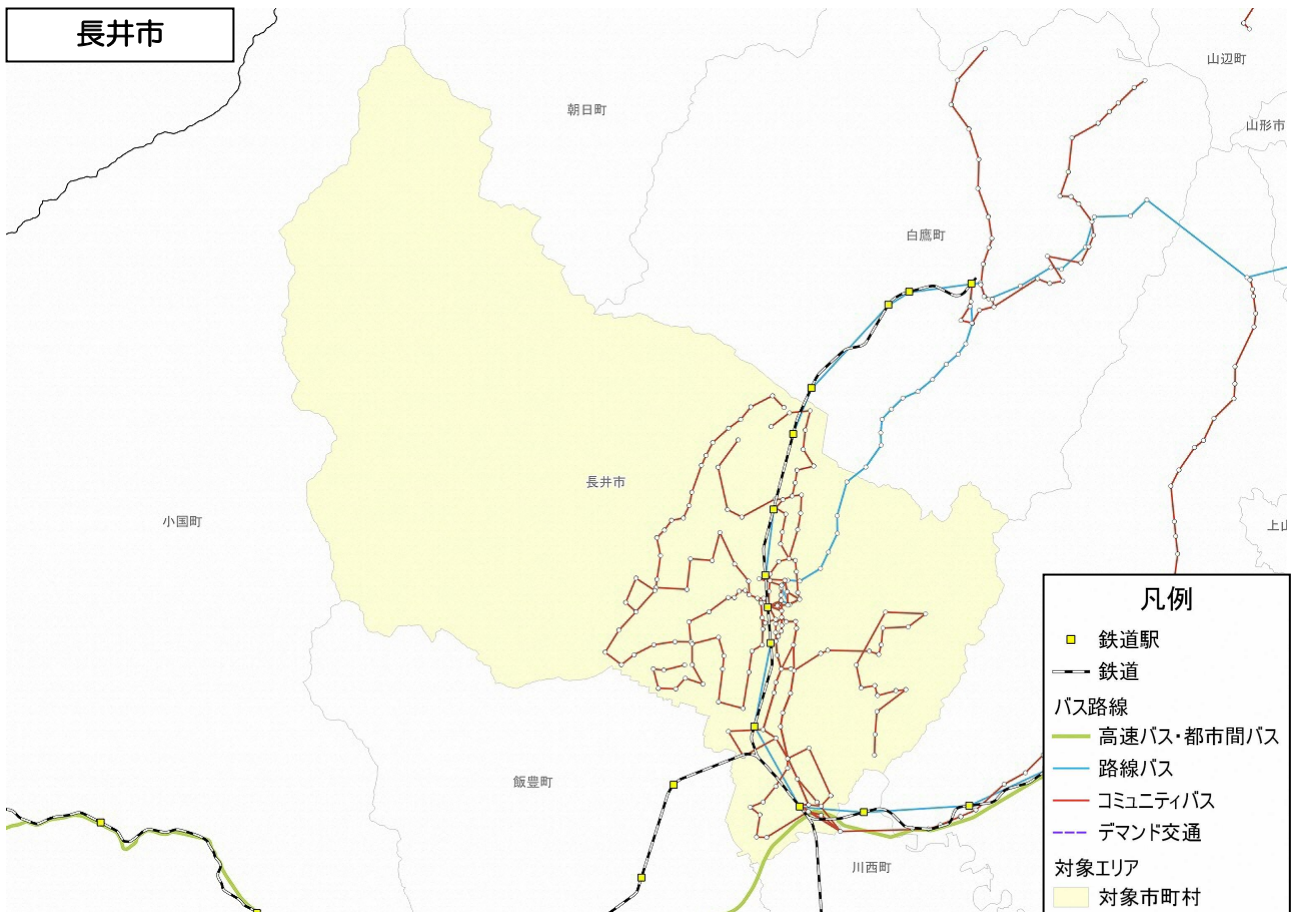 長井市
山辺町
朝日町
山形市
白鷹町
長井市
小国町
上山
飯豊町
川西町
凡例
鉄道駅
鉄道
バス路線
高速バス・都市間バス
路線バス
コミュニティバス
デマンド交通
対象エリア
対象市町村